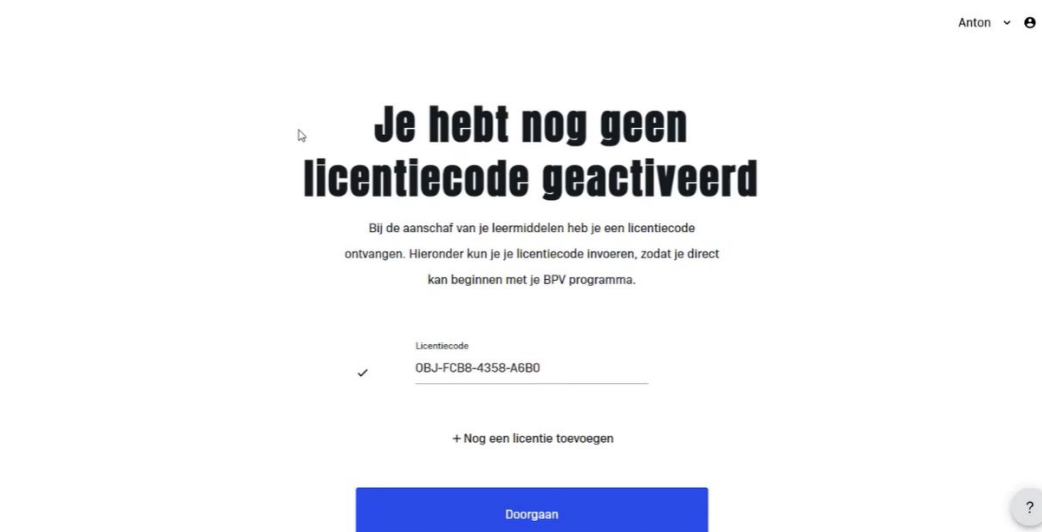 Anton
Je hebt nog geen
licentiecode geactiveerd
Bij de aanschaf van je leermiddelen heb je een licentiecode
ontvangen. Hieronder kun je je licentiecode invoeren, zodat je direct
kan beginnen met je BPV programma.
Licentiecode
OBJ-FCB8-4358-A6B0
+ Nog een licentie toevoegen
Doorgaan
?